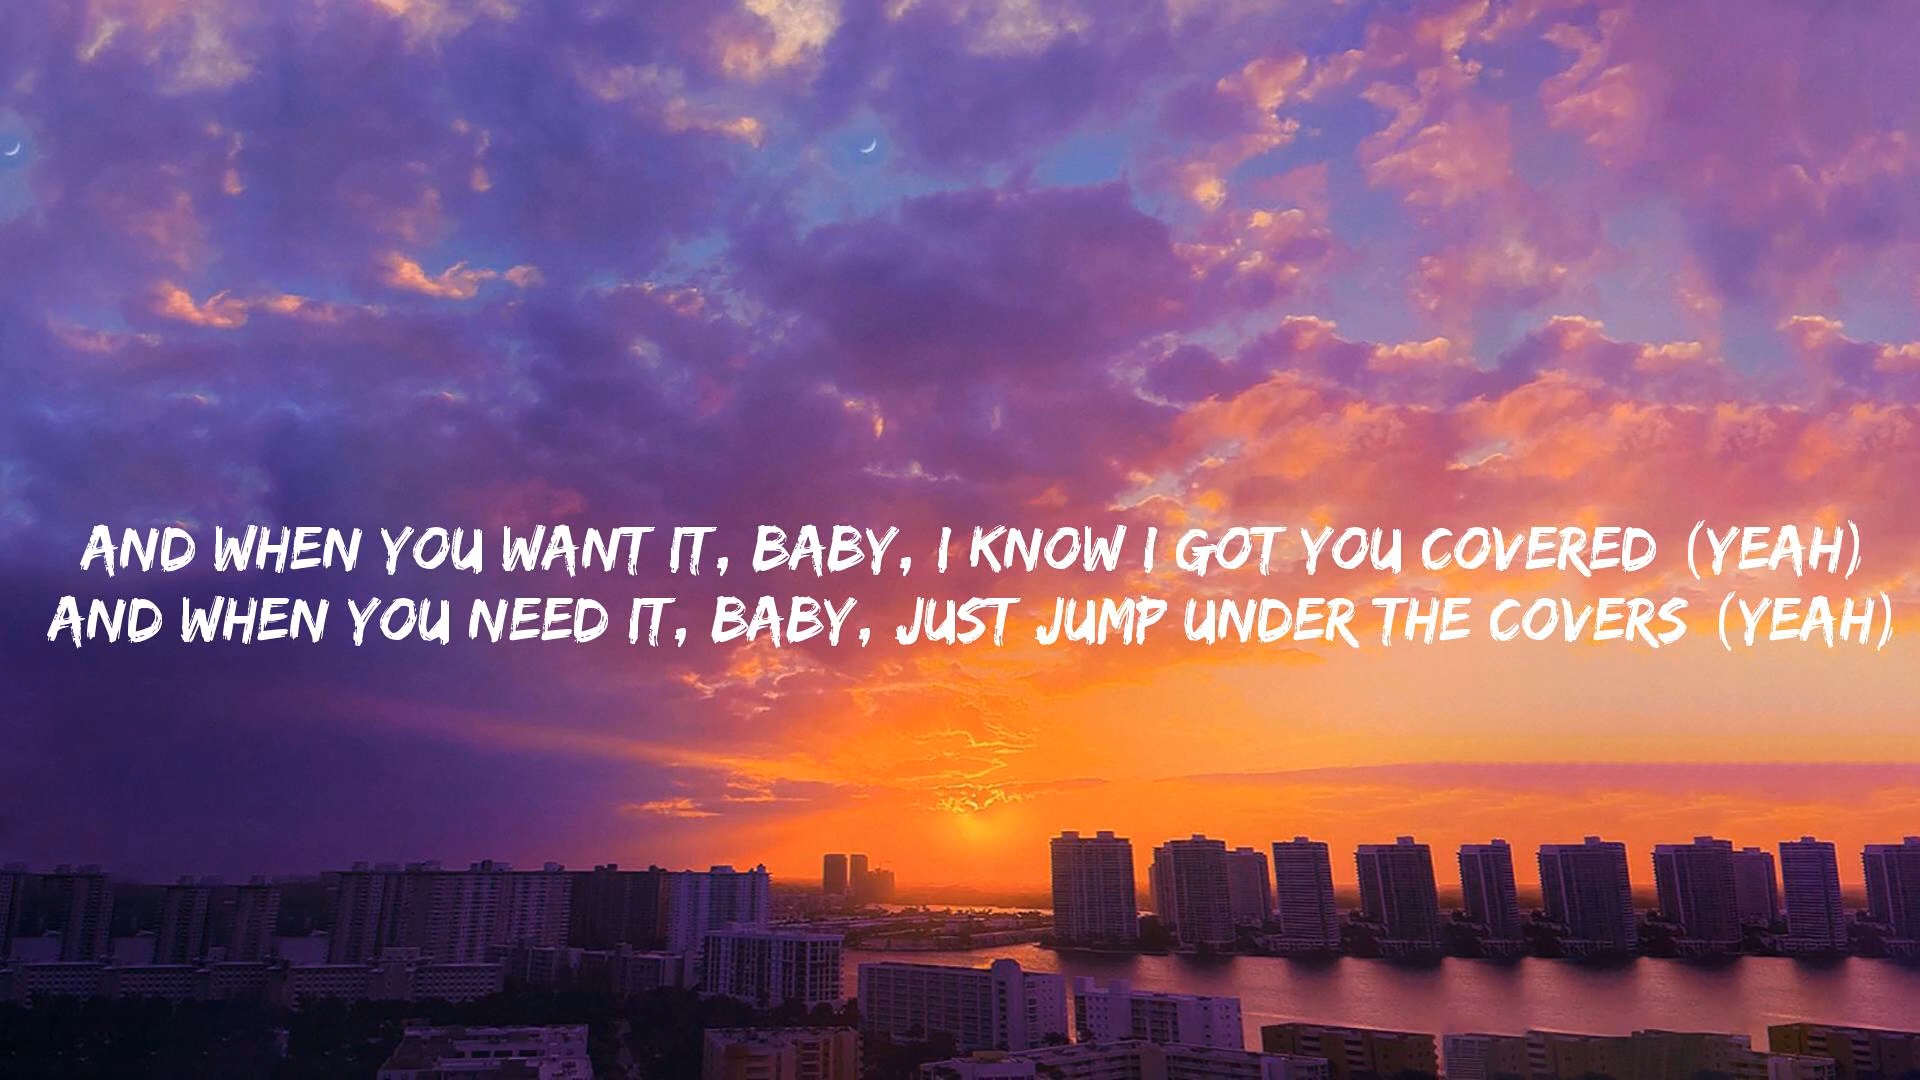 AND WHEN YOU WANT IT, BABY, I KNOW I GOT YOU COVERED (YEAH)
AND WHEN YOU NEED IT, BABY, JUST JUMP UNDER THE COVERS (YEAH)